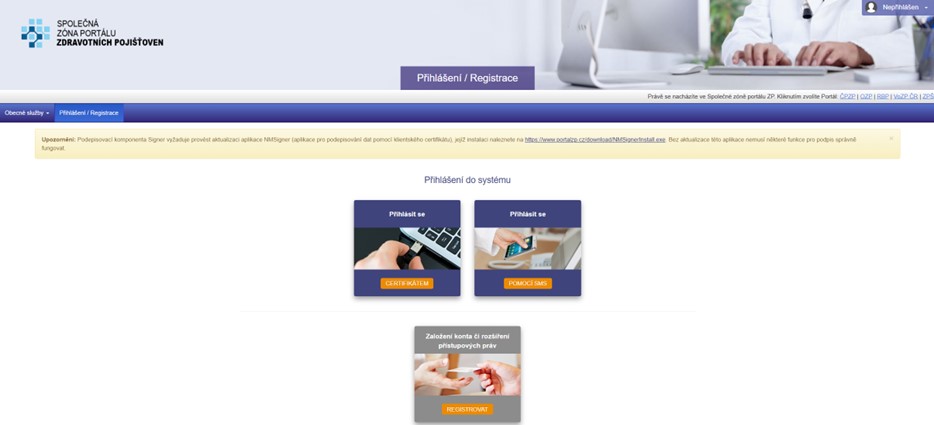 Nepřihlášen
SPOLEČNÁ
ZÓNA PORTÁLU
ZDRAVOTNÍCH POJIŠŤOVEN
Přihlášení / Registrace
Právě se nacházíte ve Společné zóně portálu ZP. Kliknutím zvolíte Portál: ČPZP | OZP | RBP | VoZP ČR | ZPŠ
Obecné služby Přihlášení / Registrace
Upozornění: Podepisovací komponenta Signer vyžaduje provést aktualizaci aplikace NMSigner (aplikace pro podepisování dat pomocí klientského certifikátu), jejíž instalaci naleznete na https://www.portalzp.cz/download/NMSignerInstall.exe. Bez aktualizace této aplikace nemusí některé funkce pro podpis správně
fungovat. ×
Přihlášení do systému
Přihlásit se
CERTIFIKÁTEM
Přihlásit se
POMOCÍ SMS
Založení konta či rozšíření
přístupových práv
REGISTROVAT